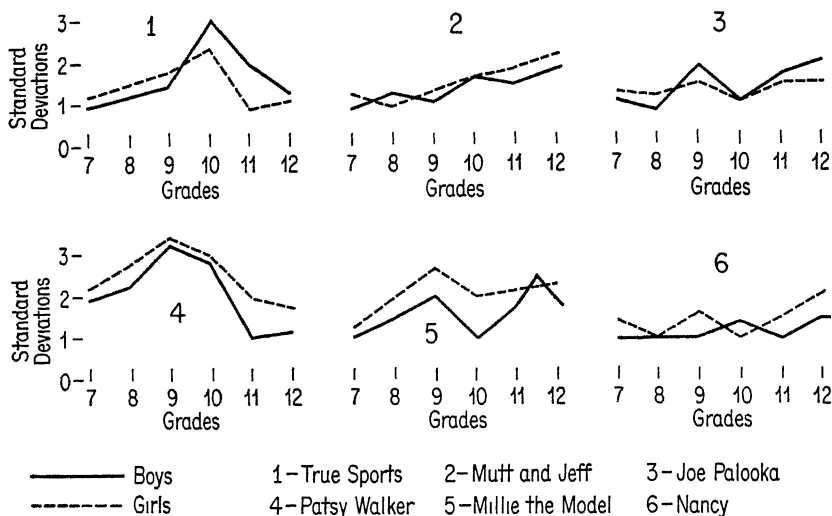 Standard Deviations
3-
2-
1-
0-
1
7 8 9 10 11 12
Grades
2
7 8 9 10 11 12
Grades
3
7 8 9 10 11 12
Grades
Standard Deviations
3-
2-
1-
0-
4
7 8 9 10 11 12
Grades
5
7 8 9 10 11 12
Grades
6
7 8 9 10 11 12
Grades
Boys
Girls
1-True Sports 2-Mutt and Jeff 3-Joe Palooka
4-Patsy Walker 5-Millie the Model 6-Nancy